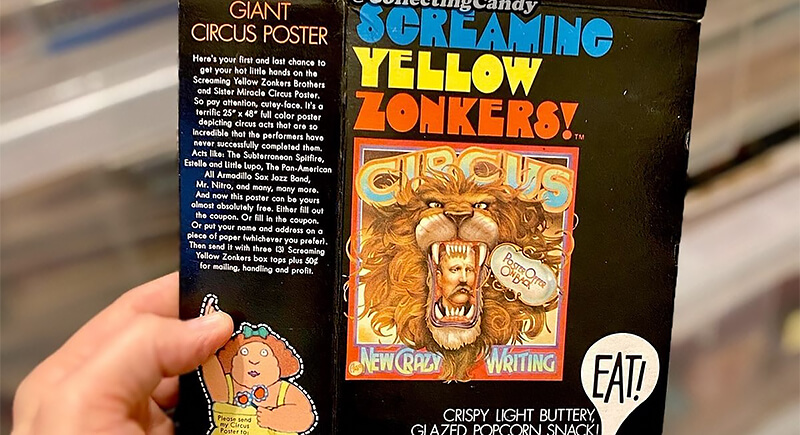 GIANT
CIRCUS POSTER
Here's your first and last chance to
get your hot little hands on the
Screaming Yellow Zonkers Brothers
and Sister Miracle Circus Poster.
So pay attention, cutey-face. It's a
terrific 25" x 48" full color poster
depicting circus acts that are so
incredible that the performers have
never successfully completed them.
Acts like: The Subterranean Spitfire,
Estelle and Little Lupo, The Pan-American
All Armadillo Sax Jazz Band,
Mr. Nitro, and many, many more.
And now this poster can be yours
almost absolutely free. Either fill out
the coupon. Or fill in the coupon.
Or put your name and address on a
piece of paper (whichever you prefer).
Then send it with three (3) Screaming
Yellow Zonkers box tops plus 50¢
for mailing, handling and profit.
Please send
my Circus
Poster to:
@CollectingCandy
SCREAMING
YELLOW
ZONKERS!™
CIRCUS
POSTER OFFER
ON BACK
NEW CRAZY WRITING
EAT!
CRISPY LIGHT BUTTERY,
GLAZED POPCORN SNACK!